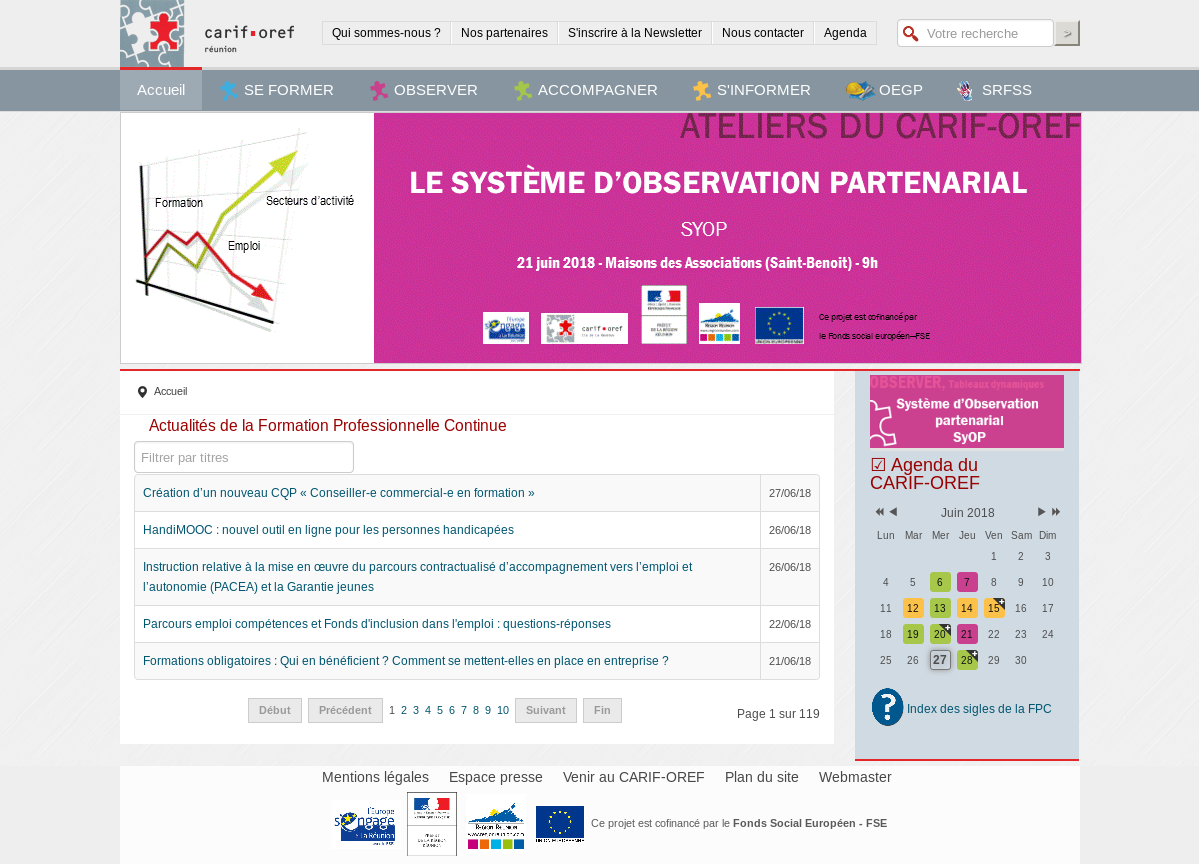 carif oref
réunion
Qui sommes-nous ?
Nos partenaires
S'inscrire à la Newsletter
Nous contacter
Agenda
Votre recherche
>
Accueil
SE FORMER
OBSERVER
ACCOMPAGNER
S'INFORMER
OEGP
SRFSS
Formation
Secteurs d'activité
Emploi
ATELIERS DU CARIF-OREF
LE SYSTÈME D'OBSERVATION PARTENARIAL
SYOP
21 juin 2018 - Maisons des Associations (Saint-Benoit) - 9h
carif oref
Ce projet est cofinancé par
le Fonds social européen—FSE
Accueil
Actualités de la Formation Professionnelle Continue
Filtrer par titres
Création d'un nouveau CQP « Conseiller-e commercial-e en formation »
27/06/18
HandiMOOC : nouvel outil en ligne pour les personnes handicapées
26/06/18
Instruction relative à la mise en œuvre du parcours contractualisé d'accompagnement vers l'emploi et
l'autonomie (PACEA) et la Garantie jeunes
26/06/18
Parcours emploi compétences et Fonds d'inclusion dans l'emploi : questions-réponses
22/06/18
Formations obligatoires : Qui en bénéficient ? Comment se mettent-elles en place en entreprise ?
21/06/18
Début Précédent 1 2 3 4 5 6 7 8 9 10 Suivant Fin
Page 1 sur 119
OBSERVER, Tableaux dynamiques
Système d'Observation
partenarial
SyOP
☑ Agenda du
CARIF-OREF
Juin 2018
Lun Mar Mer Jeu Ven Sam Dim
1 2 3
4 5 6 7 8 9 10
11 12 13 14 15 16 17
18 19 20 21 22 23 24
25 26 27 28 29 30
? Index des sigles de la FPC
Mentions légales
Espace presse
Venir au CARIF-OREF
Plan du site
Webmaster
l'Europe
s'engage
à La Réunion
Ce projet est cofinancé par le Fonds Social Européen - FSE